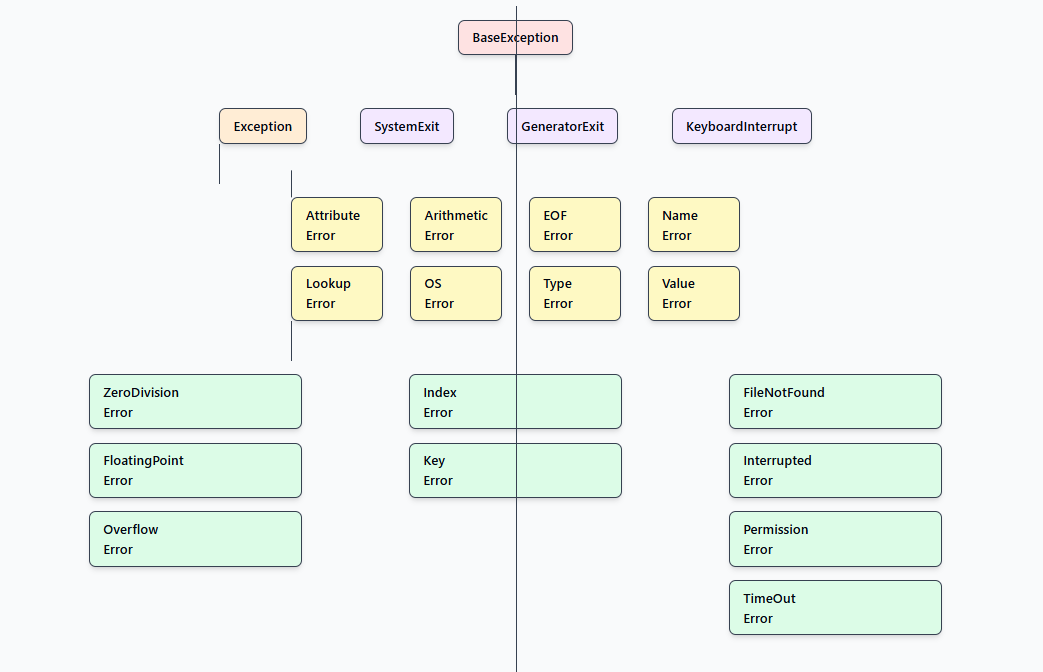 BaseException
Exception
SystemExit
GeneratorExit
KeyboardInterrupt
Attribute
Error
Arithmetic
Error
EOF
Error
Name
Error
Lookup
Error
OS
Error
Type
Error
Value
Error
ZeroDivision
Error
FloatingPoint
Error
Overflow
Error
Index
Error
Key
Error
FileNotFound
Error
Interrupted
Error
Permission
Error
TimeOut
Error